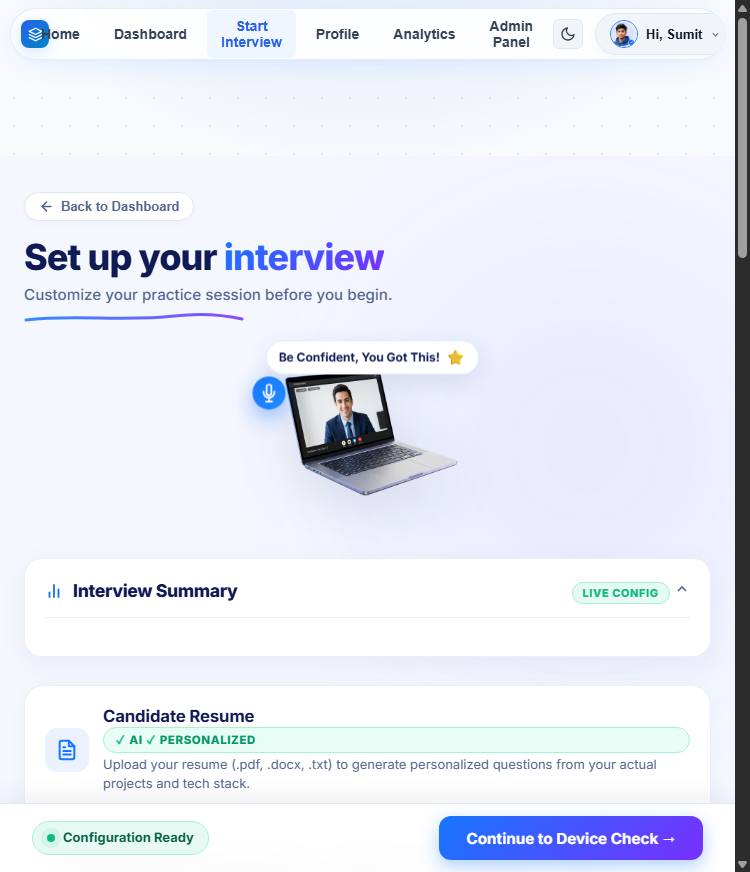 Home
Dashboard
Start
Interview
Profile
Analytics
Admin
Panel
Hi, Sumit
Back to Dashboard
Set up your interview
Customize your practice session before you begin.
Be Confident, You Got This!
Interview Summary
LIVE CONFIG
Candidate Resume
✓ AI ✓ PERSONALIZED
Upload your resume (.pdf, .docx, .txt) to generate personalized questions from your actual
projects and tech stack.
Configuration Ready
Continue to Device Check →